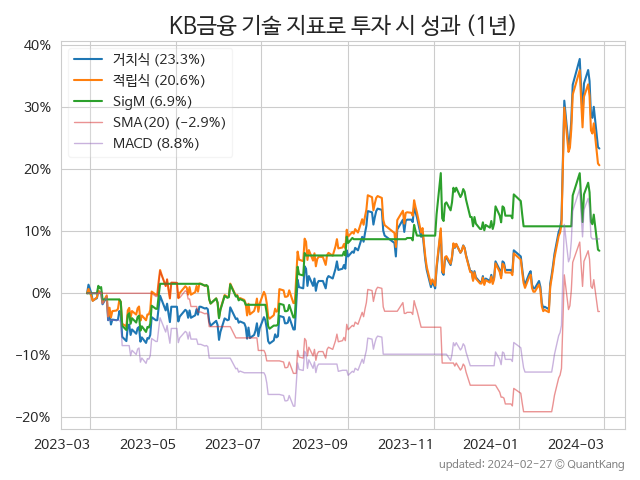 KB금융 기술 지표로 투자 시 성과 (1년)
거치식 (23.3%)
적립식 (20.6%)
SigM (6.9%)
SMA(20) (−2.9%)
MACD (8.8%)
40%
30%
20%
10%
0%
−10%
−20%
2023-03 2023-05 2023-07 2023-09 2023-11 2024-01 2024-03
updated: 2024-02-27 © QuantKang